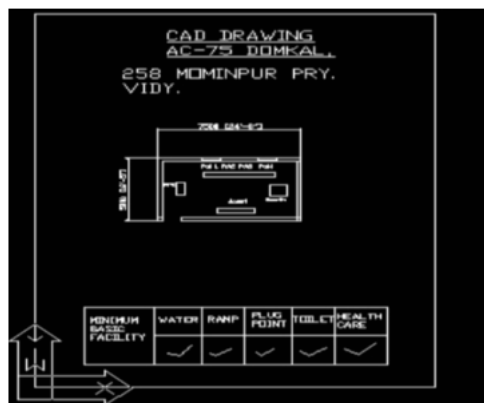 CAD DRAWING
AC-75 DOMKAL.
258 MOMINPUR PRY.
VIDY.
MINIMUM BASIC FACILITY
WATER
RAMP
PLUG POINT
TOILET
HEALTH CARE
W
X